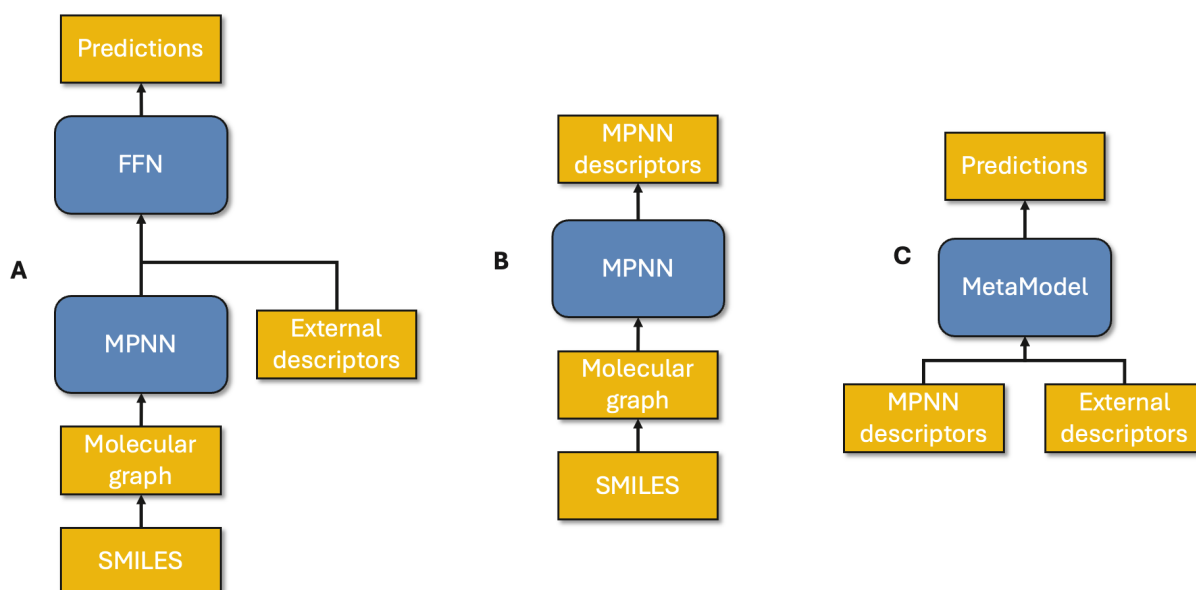 A
Predictions
FFN
MPNN
External
descriptors
Molecular
graph
SMILES
B
MPNN
descriptors
MPNN
Molecular
graph
SMILES
C
Predictions
MetaModel
MPNN
descriptors
External
descriptors